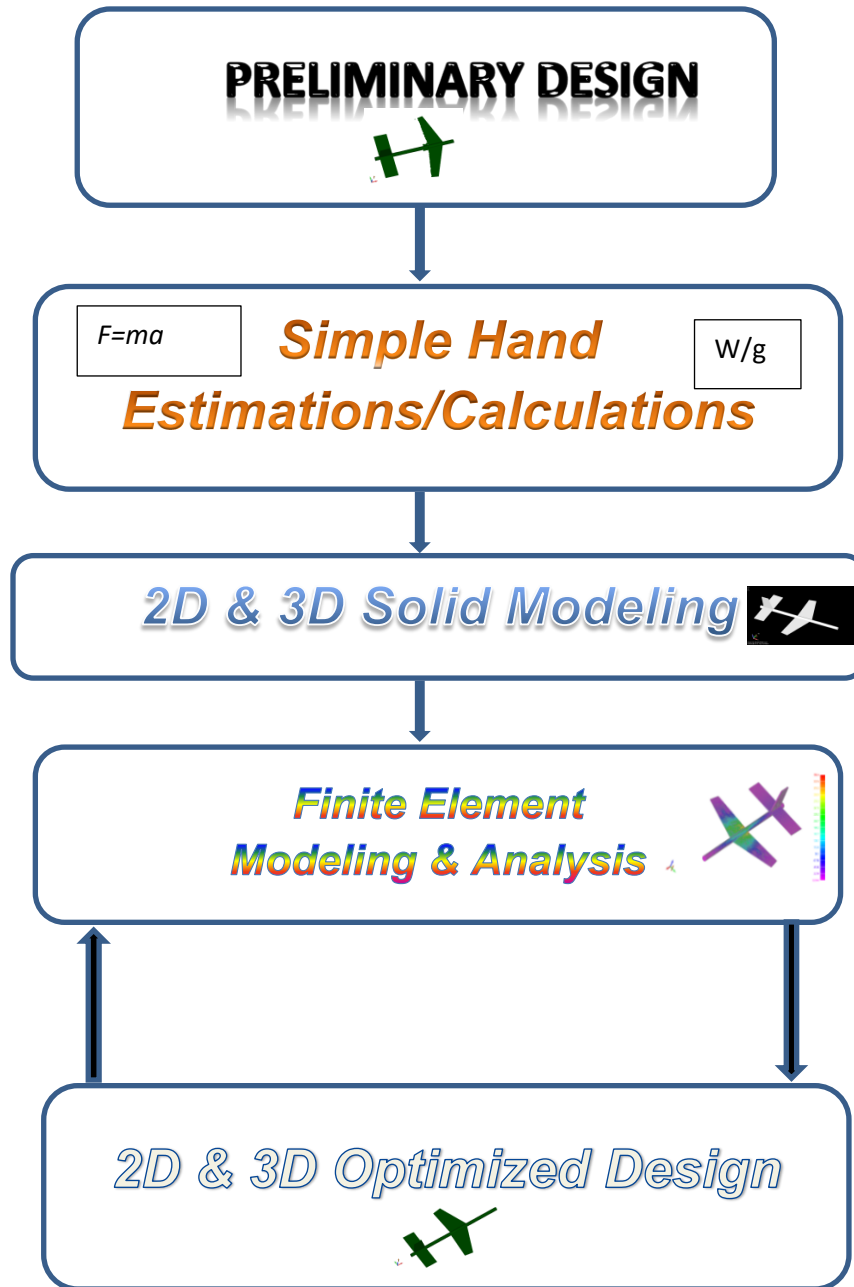 PRELIMINARY DESIGN
F=ma
Simple Hand
W/g
Estimations/Calculations
2D & 3D Solid Modeling
Finite Element
Modeling & Analysis
2D & 3D Optimized Design